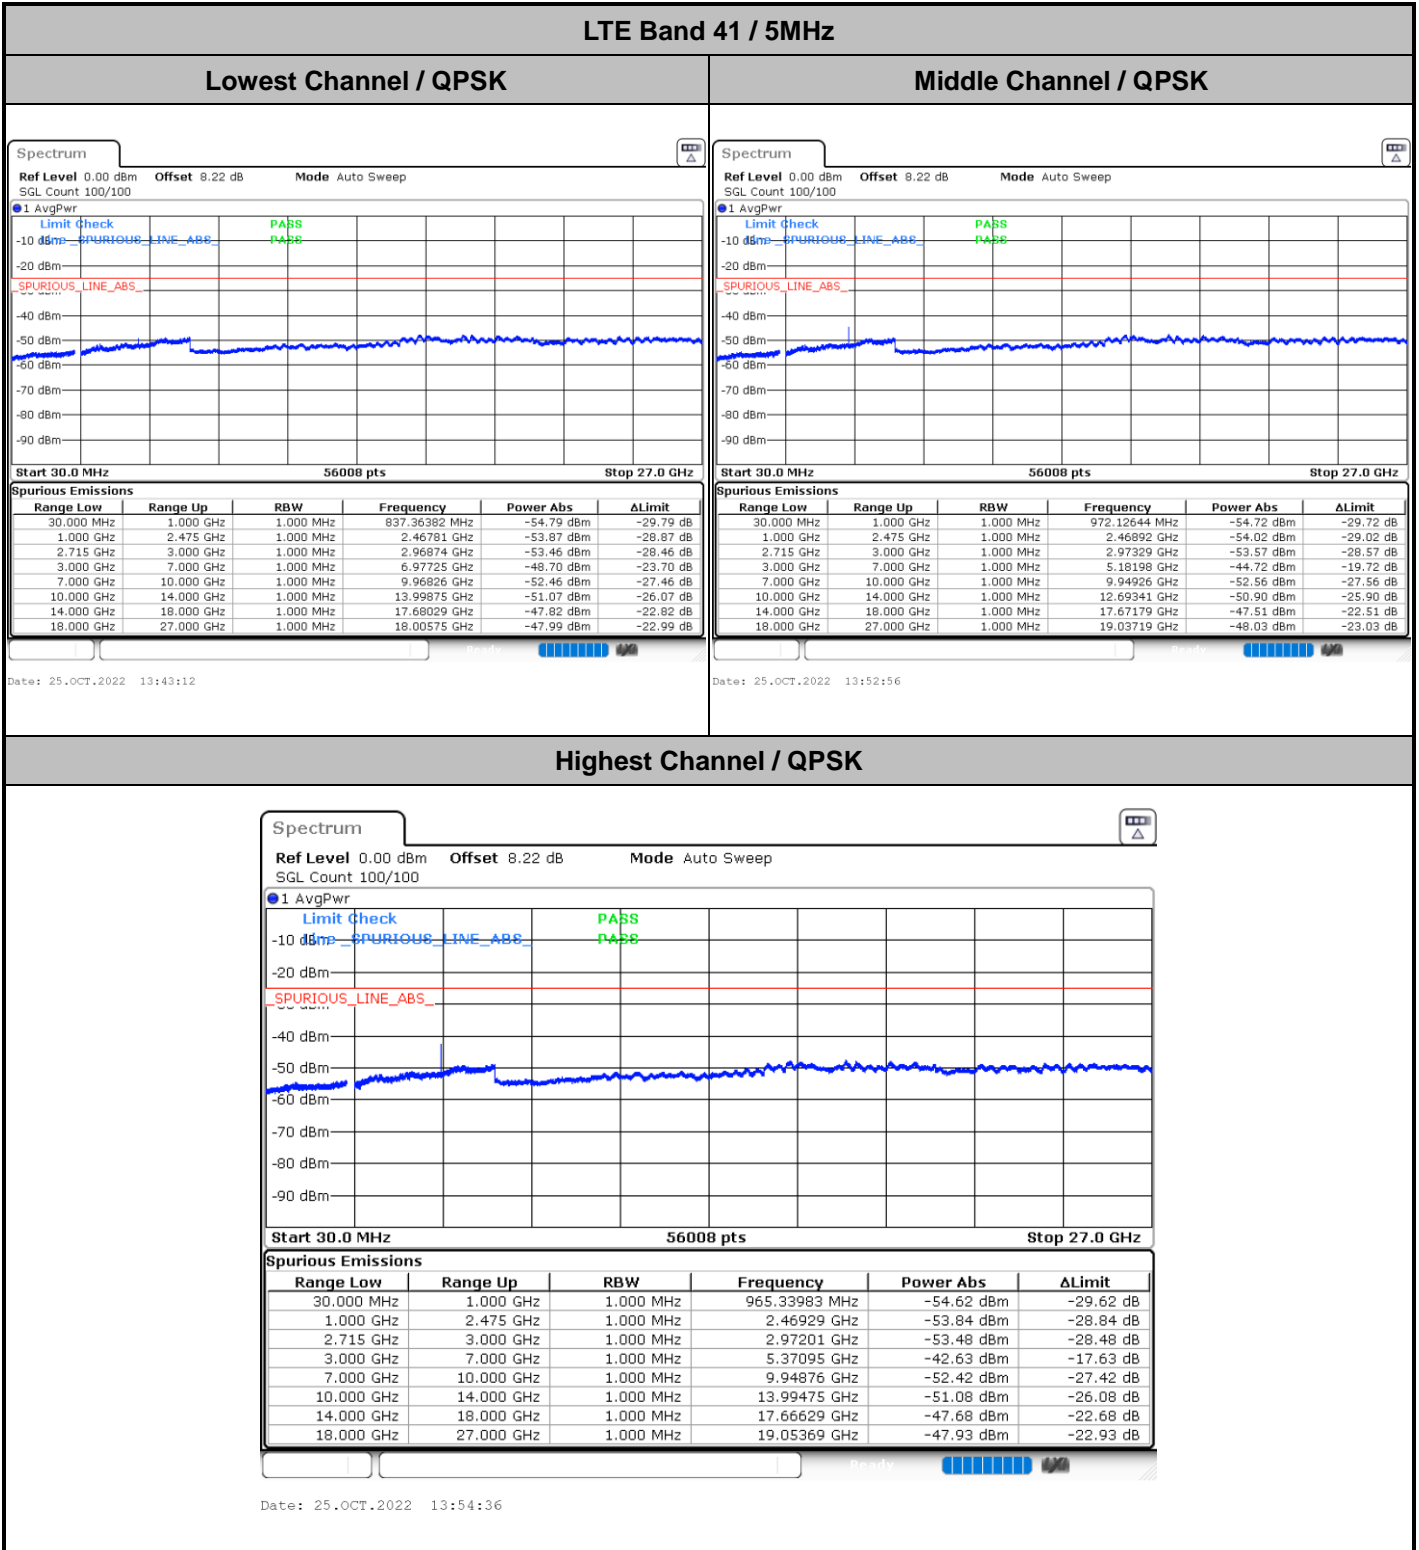 LTE Band 41 / 5MHz
Lowest Channel / QPSK
Middle Channel / QPSK
Spectrum
Ref Level 0.00 dBm Offset 8.22 dB Mode Auto Sweep
SGL Count 100/100
1 AvgPwr
Limit Check PASS
Line _SPURIOUS_LINE_ABS_ PASS
-10 dBm
-20 dBm
_SPURIOUS_LINE_ABS_
-40 dBm
-50 dBm
-60 dBm
-70 dBm
-80 dBm
-90 dBm
Start 30.0 MHz 56008 pts Stop 27.0 GHz
Spurious Emissions
Range Low Range Up RBW Frequency Power Abs ΔLimit
30.000 MHz 1.000 GHz 1.000 MHz 837.36382 MHz -54.79 dBm -29.79 dB
1.000 GHz 2.475 GHz 1.000 MHz 2.46781 GHz -53.87 dBm -28.87 dB
2.715 GHz 3.000 GHz 1.000 MHz 2.96874 GHz -53.46 dBm -28.46 dB
3.000 GHz 7.000 GHz 1.000 MHz 6.97725 GHz -48.70 dBm -23.70 dB
7.000 GHz 10.000 GHz 1.000 MHz 9.96826 GHz -52.46 dBm -27.46 dB
10.000 GHz 14.000 GHz 1.000 MHz 13.99875 GHz -51.07 dBm -26.07 dB
14.000 GHz 18.000 GHz 1.000 MHz 17.68029 GHz -47.82 dBm -22.82 dB
18.000 GHz 27.000 GHz 1.000 MHz 18.00575 GHz -47.99 dBm -22.99 dB
Ready
Date: 25.OCT.2022 13:43:12
Spectrum
Ref Level 0.00 dBm Offset 8.22 dB Mode Auto Sweep
SGL Count 100/100
1 AvgPwr
Limit Check PASS
Line _SPURIOUS_LINE_ABS_ PASS
-10 dBm
-20 dBm
_SPURIOUS_LINE_ABS_
-40 dBm
-50 dBm
-60 dBm
-70 dBm
-80 dBm
-90 dBm
Start 30.0 MHz 56008 pts Stop 27.0 GHz
Spurious Emissions
Range Low Range Up RBW Frequency Power Abs ΔLimit
30.000 MHz 1.000 GHz 1.000 MHz 972.12644 MHz -54.72 dBm -29.72 dB
1.000 GHz 2.475 GHz 1.000 MHz 2.46892 GHz -54.02 dBm -29.02 dB
2.715 GHz 3.000 GHz 1.000 MHz 2.97329 GHz -53.57 dBm -28.57 dB
3.000 GHz 7.000 GHz 1.000 MHz 5.18198 GHz -44.72 dBm -19.72 dB
7.000 GHz 10.000 GHz 1.000 MHz 9.94926 GHz -52.56 dBm -27.56 dB
10.000 GHz 14.000 GHz 1.000 MHz 12.69341 GHz -50.90 dBm -25.90 dB
14.000 GHz 18.000 GHz 1.000 MHz 17.67179 GHz -47.51 dBm -22.51 dB
18.000 GHz 27.000 GHz 1.000 MHz 19.03719 GHz -48.03 dBm -23.03 dB
Ready
Date: 25.OCT.2022 13:52:56
Highest Channel / QPSK
Spectrum
Ref Level 0.00 dBm Offset 8.22 dB Mode Auto Sweep
SGL Count 100/100
1 AvgPwr
Limit Check PASS
Line _SPURIOUS_LINE_ABS_ PASS
-10 dBm
-20 dBm
_SPURIOUS_LINE_ABS_
-40 dBm
-50 dBm
-60 dBm
-70 dBm
-80 dBm
-90 dBm
Start 30.0 MHz 56008 pts Stop 27.0 GHz
Spurious Emissions
Range Low Range Up RBW Frequency Power Abs ΔLimit
30.000 MHz 1.000 GHz 1.000 MHz 965.33983 MHz -54.62 dBm -29.62 dB
1.000 GHz 2.475 GHz 1.000 MHz 2.46929 GHz -53.84 dBm -28.84 dB
2.715 GHz 3.000 GHz 1.000 MHz 2.97201 GHz -53.48 dBm -28.48 dB
3.000 GHz 7.000 GHz 1.000 MHz 5.37095 GHz -42.63 dBm -17.63 dB
7.000 GHz 10.000 GHz 1.000 MHz 9.94876 GHz -52.42 dBm -27.42 dB
10.000 GHz 14.000 GHz 1.000 MHz 13.99475 GHz -51.08 dBm -26.08 dB
14.000 GHz 18.000 GHz 1.000 MHz 17.66629 GHz -47.68 dBm -22.68 dB
18.000 GHz 27.000 GHz 1.000 MHz 19.05369 GHz -47.93 dBm -22.93 dB
Ready
Date: 25.OCT.2022 13:54:36